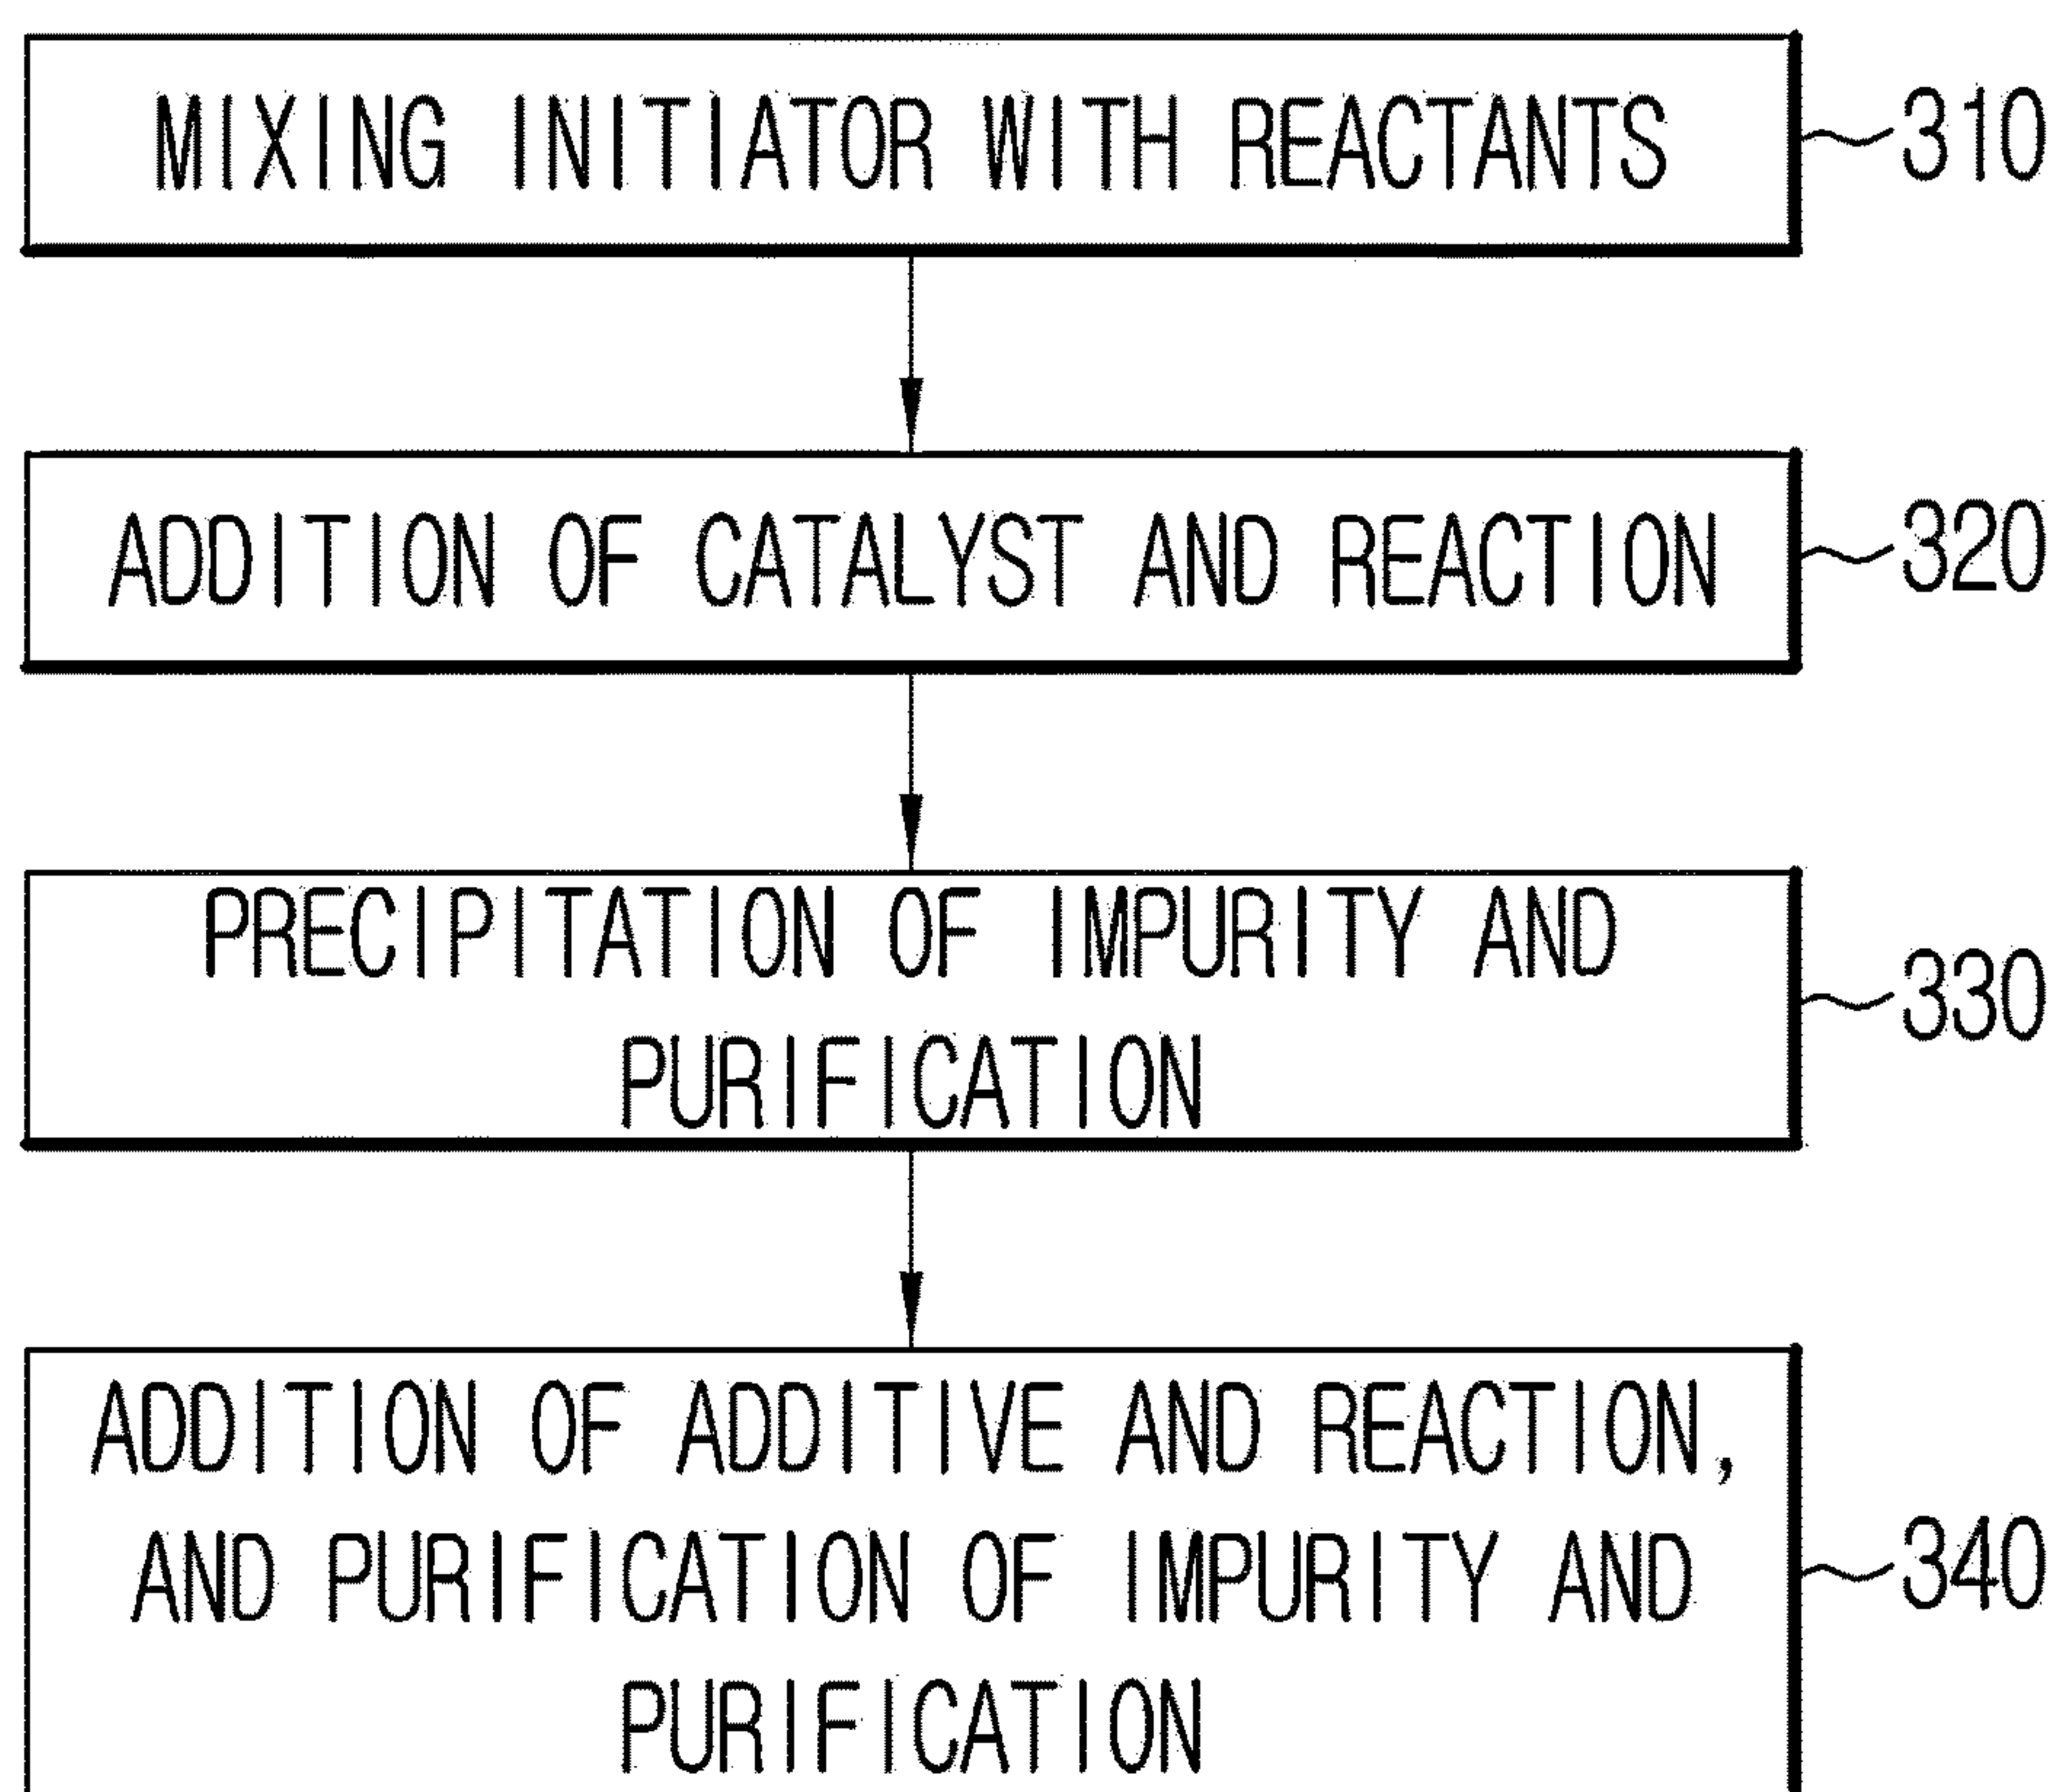 MIXING INITIATOR WITH REACTANTS 310
ADDITION OF CATALYST AND REACTION 320
PRECIPITATION OF IMPURITY AND
PURIFICATION
330
ADDITION OF ADDITIVE AND REACTION,
AND PURIFICATION OF IMPURITY AND
PURIFICATION
340